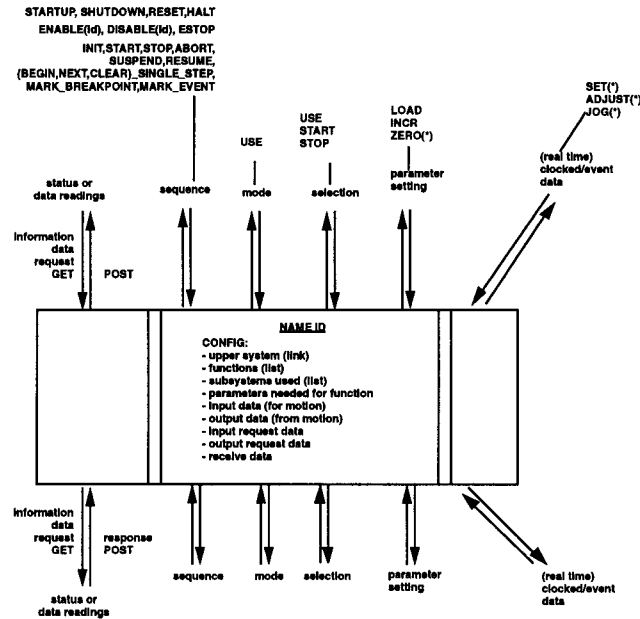 STARTUP, SHUTDOWN,RESET,HALT
ENABLE(id), DISABLE(id), ESTOP
INIT,START,STOP,ABORT,
SUSPEND,RESUME,
{BEGIN,NEXT,CLEAR}_SINGLE_STEP,
MARK_BREAKPOINT,MARK_EVENT
USE
USE
START
STOP
LOAD
INCR
ZERO(*)
SET(*)
ADJUST(*)
JOG(*)
status or
data readings
sequence
mode
selection
parameter
setting
(real time)
clocked/event
data
information
data
request
GET
POST
NAME ID
CONFIG:
- upper system (link)
- functions (list)
- subsystems used (list)
- parameters needed for function
- input data (for motion)
- output data (from motion)
- input request data
- output request data
- receive data
information
data
request
GET
response
POST
status or
data readings
sequence
mode
selection
parameter
setting
(real time)
clocked/event
data